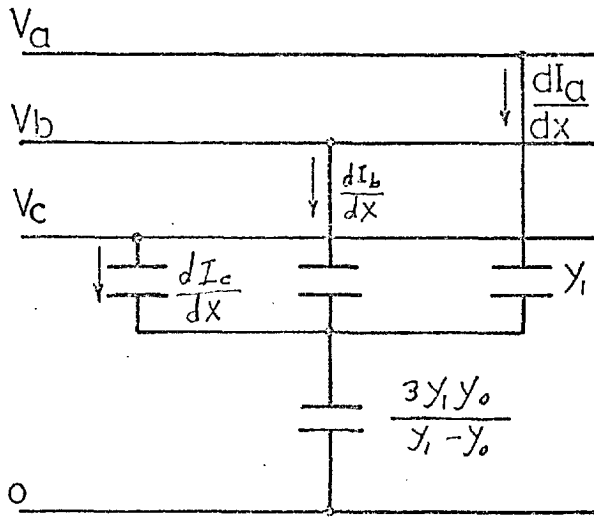 Va
dIa
dx
Vb
dIb
dx
Vc
dIc
dx
y₁
3y₁y₀
y₁-y₀
0